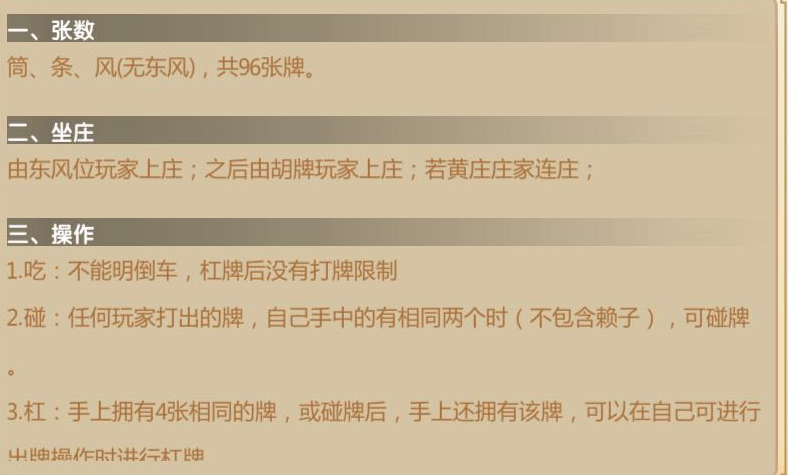 一、张数
筒、条、风(无东风)，共96张牌。
二、坐庄
由东风位玩家上庄；之后由胡牌玩家上庄；若黄庄庄家连庄；
三、操作
1.吃：不能明倒车，杠牌后没有打牌限制
2.碰：任何玩家打出的牌，自己手中的有相同两个时（不包含赖子），可碰牌
。
3.杠：手上拥有4张相同的牌，或碰牌后，手上还拥有该牌，可以在自己可进行
出牌操作时进行杠牌